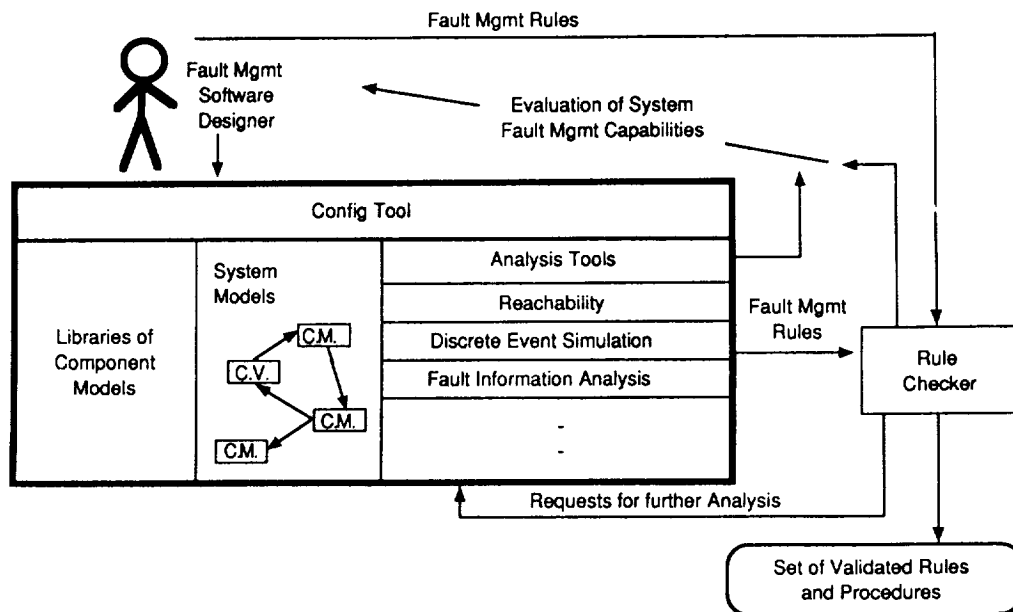 Fault Mgmt Rules
Fault Mgmt
Software
Designer
Evaluation of System
Fault Mgmt Capabilities
Config Tool
Libraries of
Component
Models
System
Models
C.M.
C.V.
C.M.
C.M.
Analysis Tools
Reachability
Discrete Event Simulation
Fault Information Analysis
-
-
Fault Mgmt
Rules
Rule
Checker
Requests for further Analysis
Set of Validated Rules
and Procedures